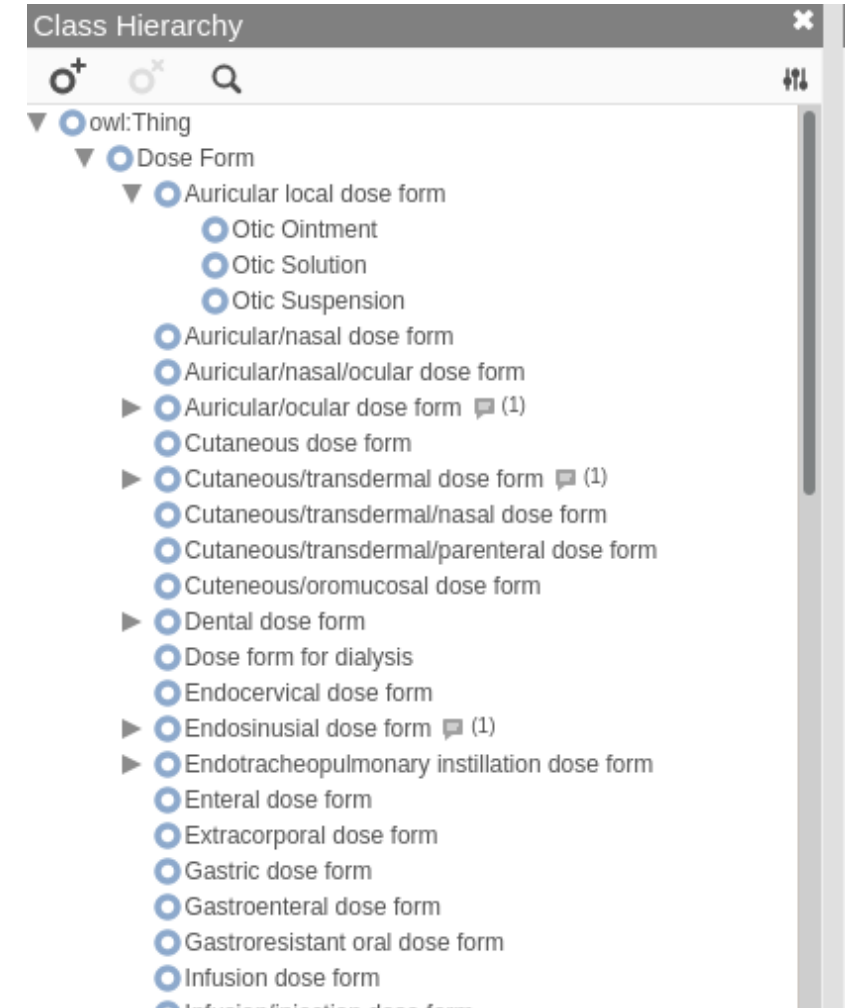 Class Hierarchy
owl:Thing
Dose Form
Auricular local dose form
Otic Ointment
Otic Solution
Otic Suspension
Auricular/nasal dose form
Auricular/nasal/ocular dose form
Auricular/ocular dose form (1)
Cutaneous dose form
Cutaneous/transdermal dose form (1)
Cutaneous/transdermal/nasal dose form
Cutaneous/transdermal/parenteral dose form
Cuteneous/oromucosal dose form
Dental dose form
Dose form for dialysis
Endocervical dose form
Endosinusial dose form (1)
Endotracheopulmonary instillation dose form
Enteral dose form
Extracorporal dose form
Gastric dose form
Gastroenteral dose form
Gastroresistant oral dose form
Infusion dose form
Infusion/injection dose form